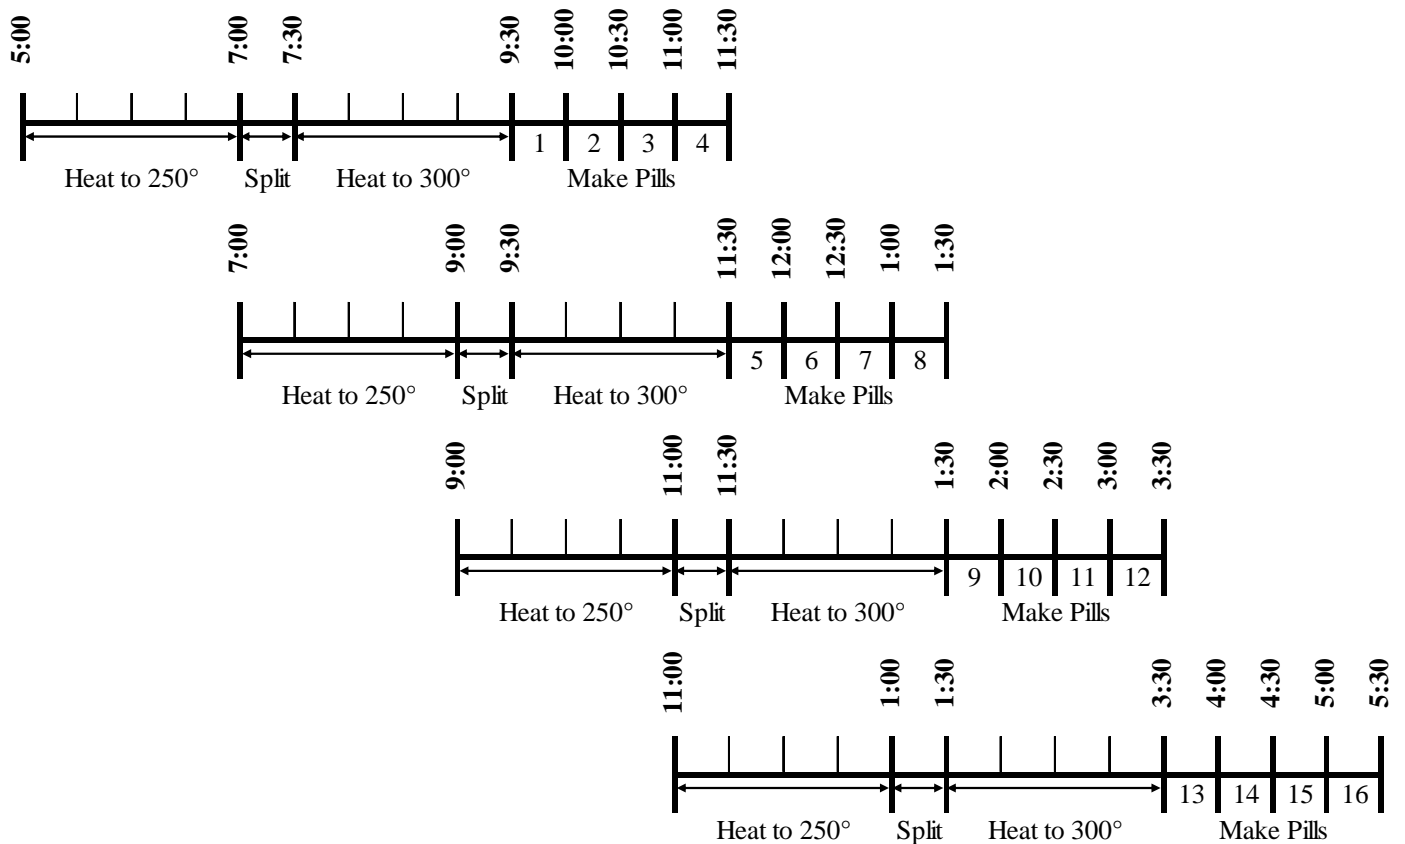 5:00 7:00 7:30 9:30 10:00 10:30 11:00 11:30
1 2 3 4
Heat to 250° Split Heat to 300° Make Pills
7:00 9:00 9:30 11:30 12:00 12:30 1:00 1:30
5 6 7 8
Heat to 250° Split Heat to 300° Make Pills
9:00 11:00 11:30 1:30 2:00 2:30 3:00 3:30
9 10 11 12
Heat to 250° Split Heat to 300° Make Pills
11:00 1:00 1:30 3:30 4:00 4:30 5:00 5:30
13 14 15 16
Heat to 250° Split Heat to 300° Make Pills